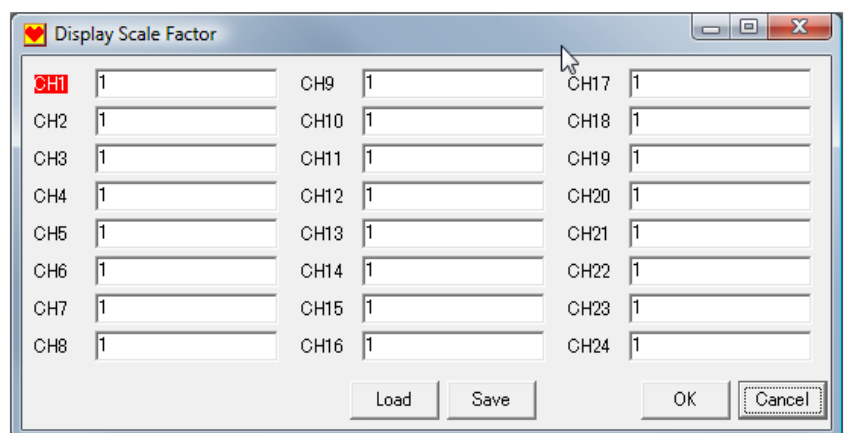 Display Scale Factor
CH1 1 CH9 1 CH17 1
CH2 1 CH10 1 CH18 1
CH3 1 CH11 1 CH19 1
CH4 1 CH12 1 CH20 1
CH5 1 CH13 1 CH21 1
CH6 1 CH14 1 CH22 1
CH7 1 CH15 1 CH23 1
CH8 1 CH16 1 CH24 1
Load Save OK Cancel